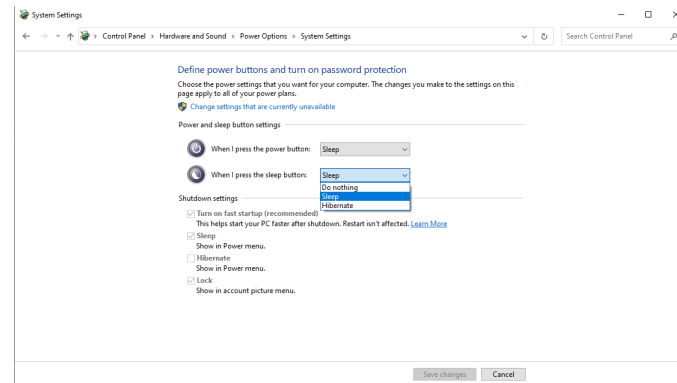 System Settings
Control Panel > Hardware and Sound > Power Options > System Settings
Search Control Panel
Define power buttons and turn on password protection
Choose the power settings that you want for your computer. The changes you make to the settings on this
page apply to all of your power plans.
Change settings that are currently unavailable
Power and sleep button settings
When I press the power button: Sleep
When I press the sleep button: Sleep
Do nothing
Sleep
Hibernate
Shutdown settings
Turn on fast startup (recommended)
This helps start your PC faster after shutdown. Restart isn't affected. Learn More
Sleep
Show in Power menu.
Hibernate
Show in Power menu.
Lock
Show in account picture menu.
Save changes Cancel